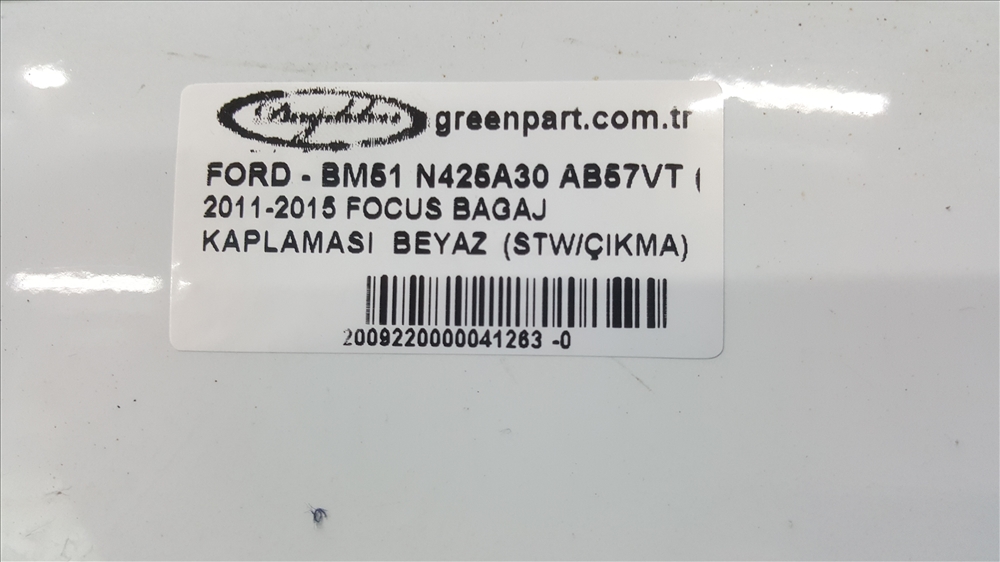 greenpart.com.tr
FORD - BM51 N425A30 AB57VT (
2011-2015 FOCUS BAGAJ
KAPLAMASI BEYAZ (STW/ÇIKMA)
2009220000041263 -0